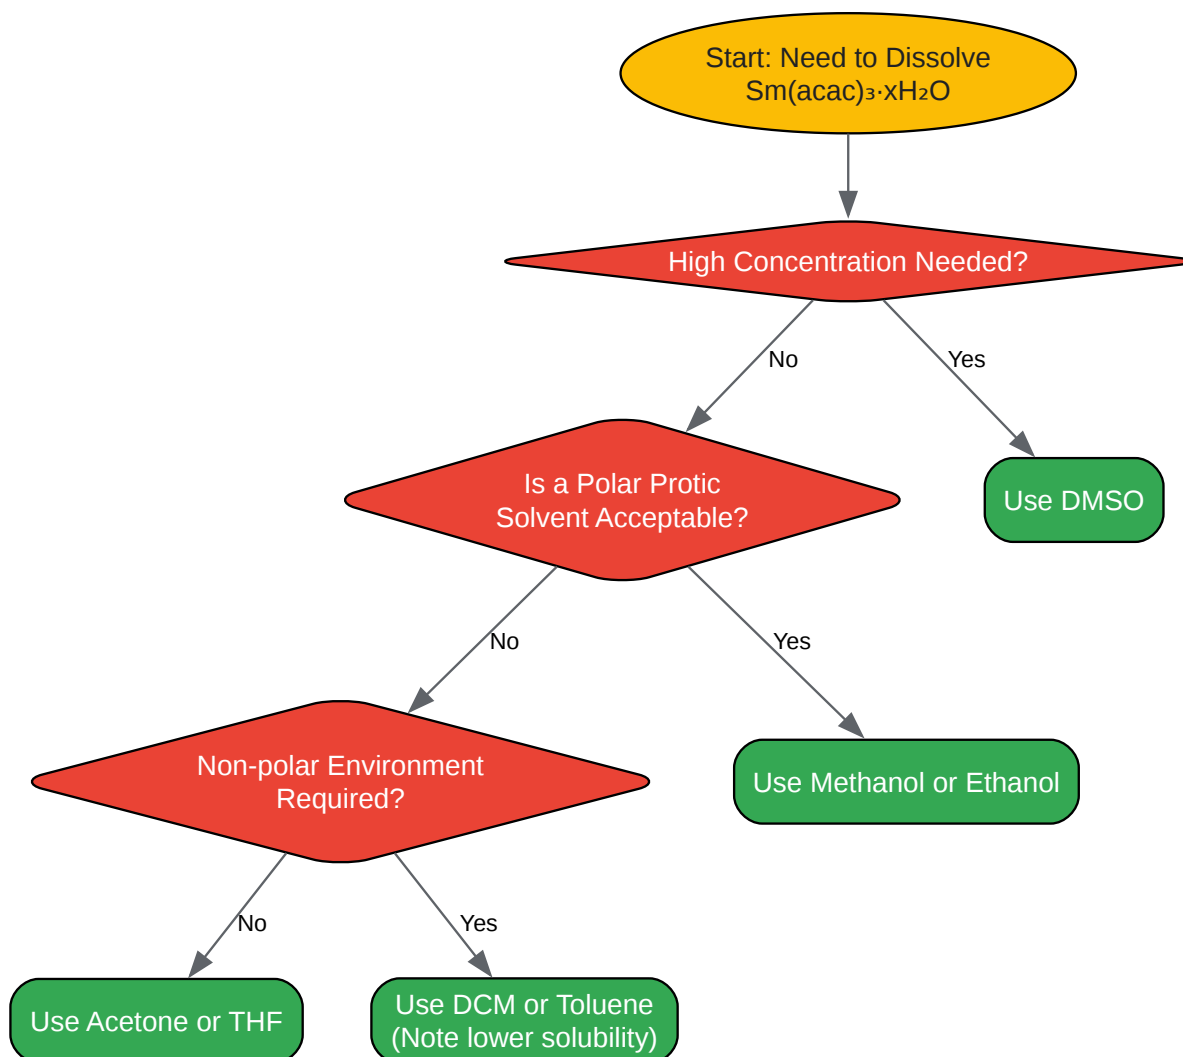 Start: Need to Dissolve
Sm(acac)₃·xH₂O
High Concentration Needed?
No
Yes
Is a Polar Protic
Solvent Acceptable?
Use DMSO
No
Yes
Non-polar Environment
Required?
Use Methanol or Ethanol
No
Yes
Use Acetone or THF
Use DCM or Toluene
(Note lower solubility)